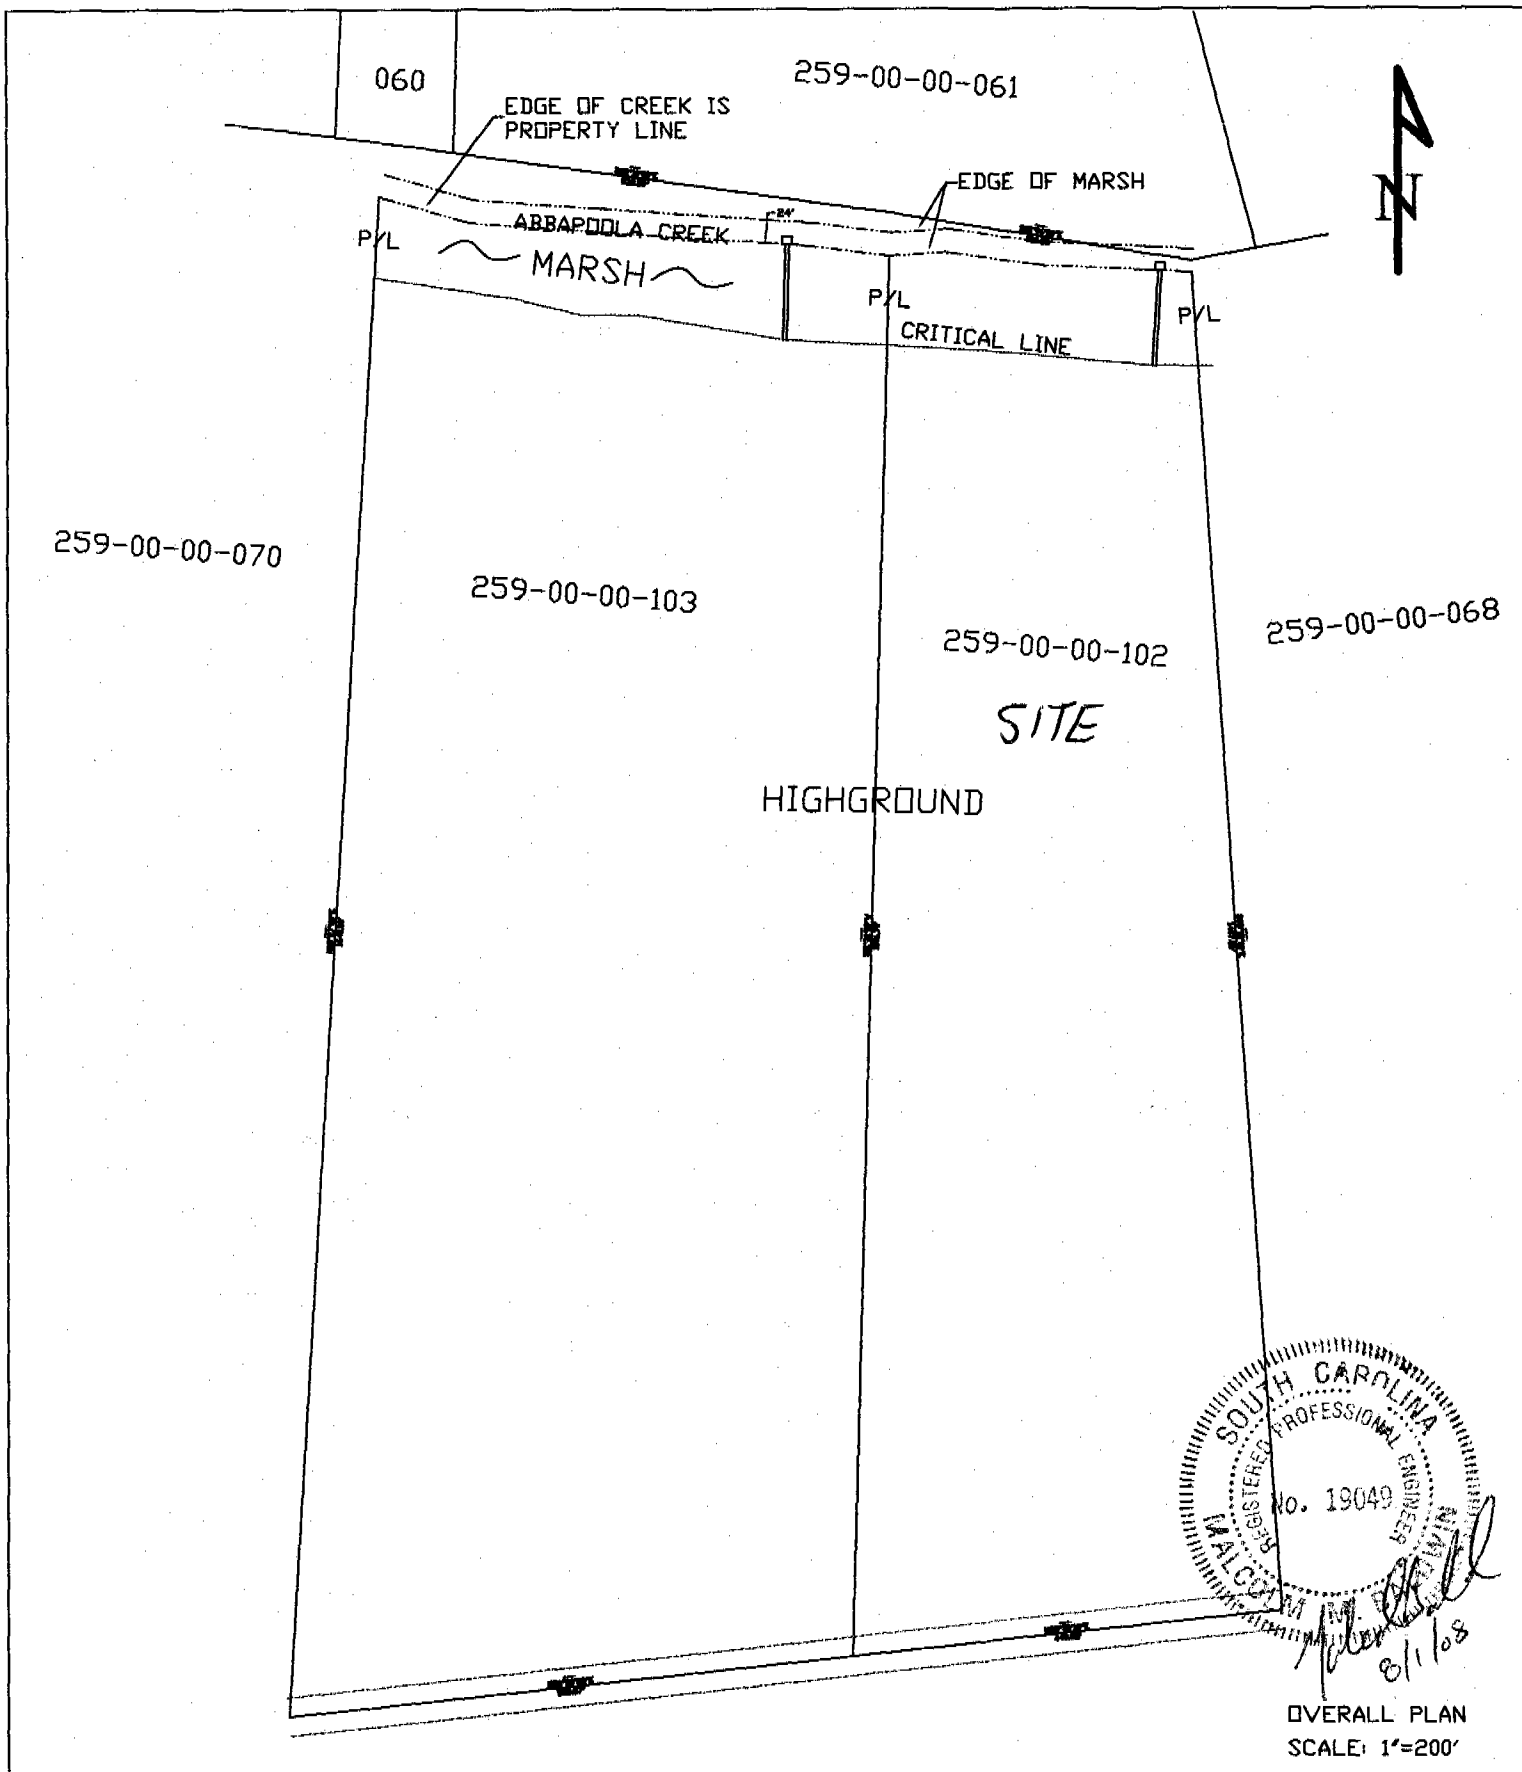 060
259-00-00-061
EDGE OF CREEK IS
PROPERTY LINE
EDGE OF MARSH
N
24'
ABBAPOOLA CREEK
P/L
MARSH
P/L
P/L
CRITICAL LINE
259-00-00-070
259-00-00-103
259-00-00-102
259-00-00-068
SITE
HIGHGROUND
SOUTH CAROLINA
REGISTERED PROFESSIONAL ENGINEER
No. 19049
MALCOLM M.
8/1/08
OVERALL PLAN
SCALE: 1"=200'